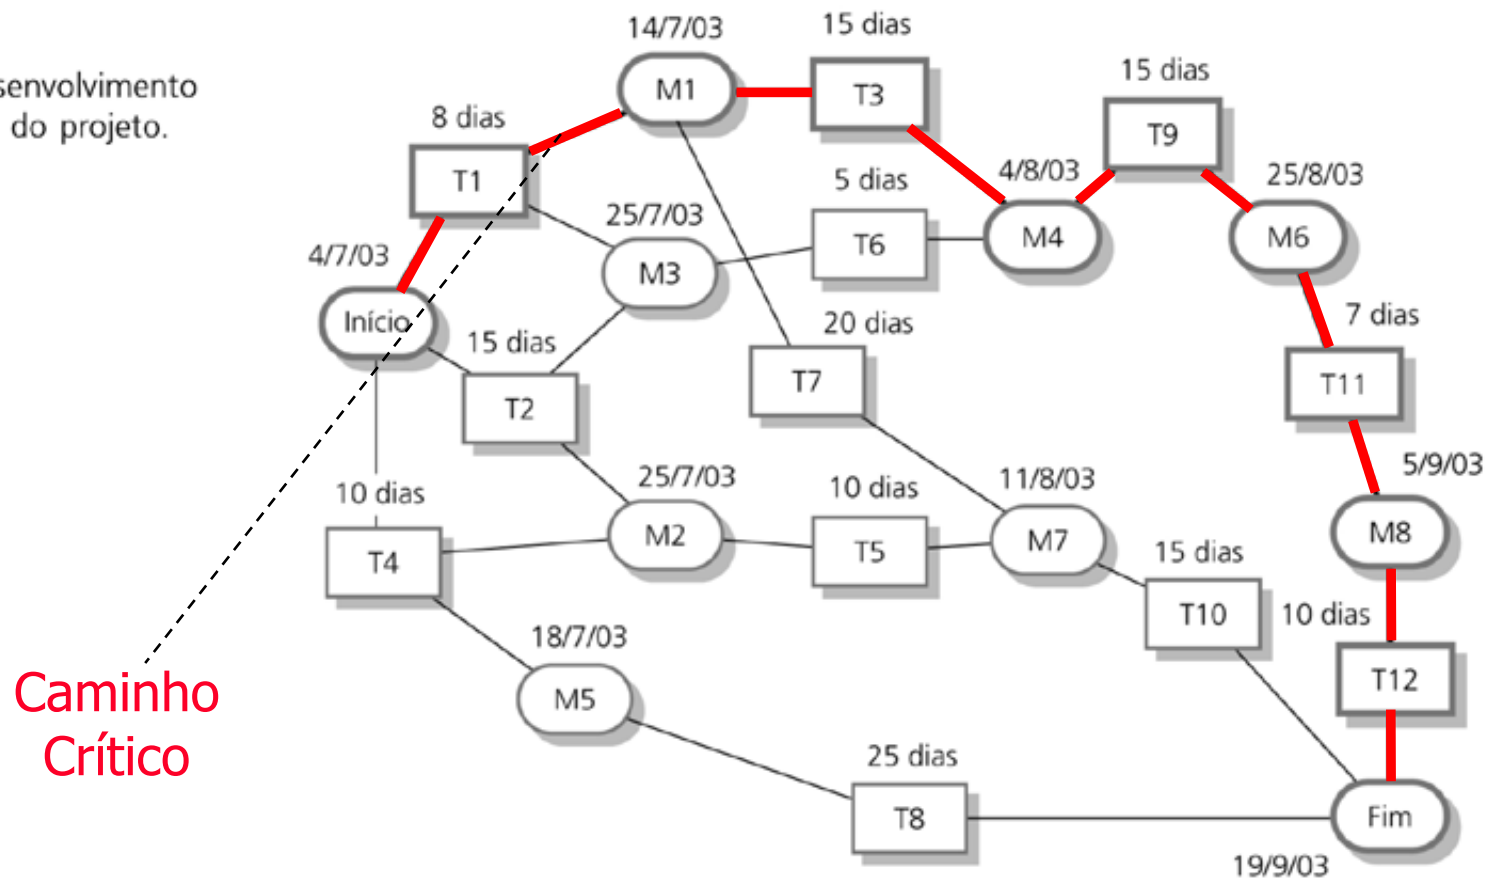 14/7/03
15 dias
15 dias
senvolvimento
do projeto.
M1
T3
8 dias
T9
T1
5 dias
4/8/03
25/8/03
25/7/03
4/7/03
M3
T6
M4
M6
Início
15 dias
20 dias
7 dias
T2
T7
T11
10 dias
25/7/03
10 dias
11/8/03
5/9/03
M2
T5
M7
M8
T4
15 dias
T10
10 dias
18/7/03
M5
T12
Caminho
Crítico
25 dias
T8
Fim
19/9/03